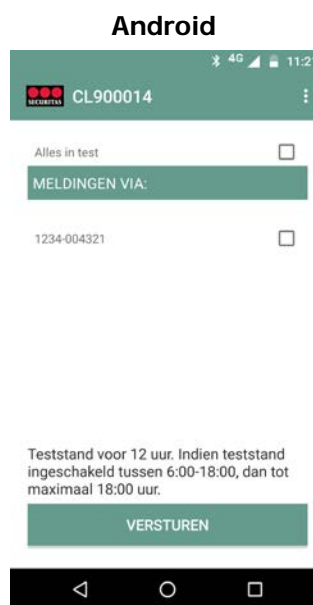 Android
4G 11:2
SECURITAS CL900014
Alles in test
MELDINGEN VIA:
1234-004321
Teststand voor 12 uur. Indien teststand
ingeschakeld tussen 6:00-18:00, dan tot
maximaal 18:00 uur.
VERSTUREN